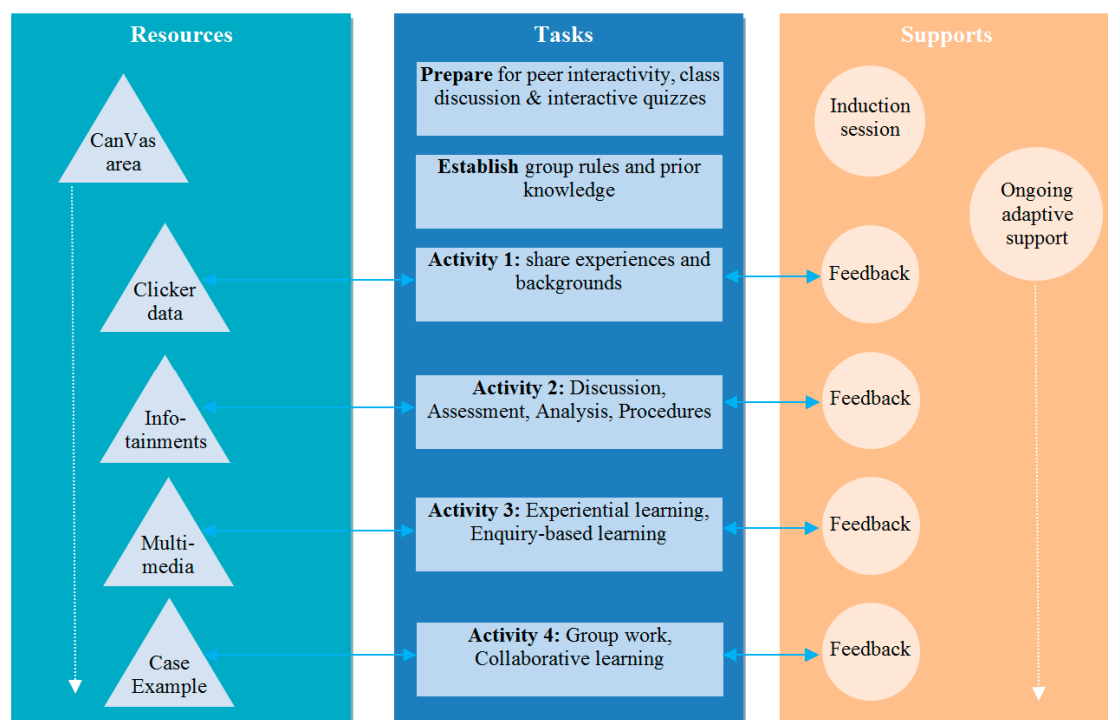 Resources
CanVas
area
Clicker
data
Info-
tainments
Multi-
media
Case
Example
Tasks
Prepare for peer interactivity, class
discussion & interactive quizzes
Establish group rules and prior
knowledge
Activity 1: share experiences and
backgrounds
Activity 2: Discussion,
Assessment, Analysis, Procedures
Activity 3: Experiential learning,
Enquiry-based learning
Activity 4: Group work,
Collaborative learning
Supports
Induction
session
Ongoing
adaptive
support
Feedback
Feedback
Feedback
Feedback